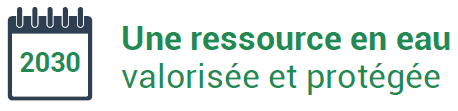 2030
Une ressource en eau
valorisée et protégée